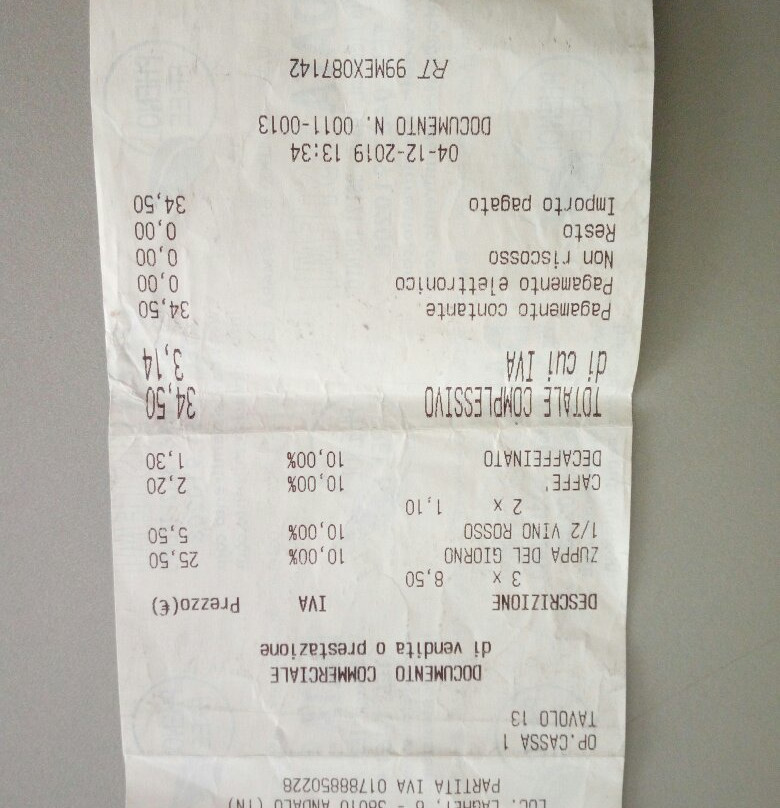 LOC. LAGHET, 6 - 38010 ANDALO (TN)
PARTITA IVA 01788850228
OP.CASSA 1
TAVOLO 13
DOCUMENTO COMMERCIALE
di vendita o prestazione
DESCRIZIONE IVA Prezzo(€)
3 x 8,50
ZUPPA DEL GIORNO 10,00% 25,50
1/2 VINO ROSSO 10,00% 5,50
2 x 1,10
CAFFE' 10,00% 2,20
DECAFFEINATO 10,00% 1,30
TOTALE COMPLESSIVO 34,50
di cui IVA 3,14
Pagamento contante 34,50
Pagamento elettronico 0,00
Non riscosso 0,00
Resto 0,00
Importo pagato 34,50
04-12-2019 13:34
DOCUMENTO N. 0011-0013
RT 99MEX087142